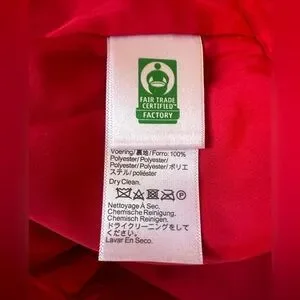 FAIR TRADE
CERTIFIED™
FACTORY
Voering/裏地/Forro: 100%
Polyester/Polyester/
Polyester/Polyester/ポリエ
ステル/poliéster
Dry Clean.
P
Nettoyage À Sec.
Chemische Reinigung.
Chemisch Reinigen.
ドライクリーニングをして
ください。
Lavar En Seco.